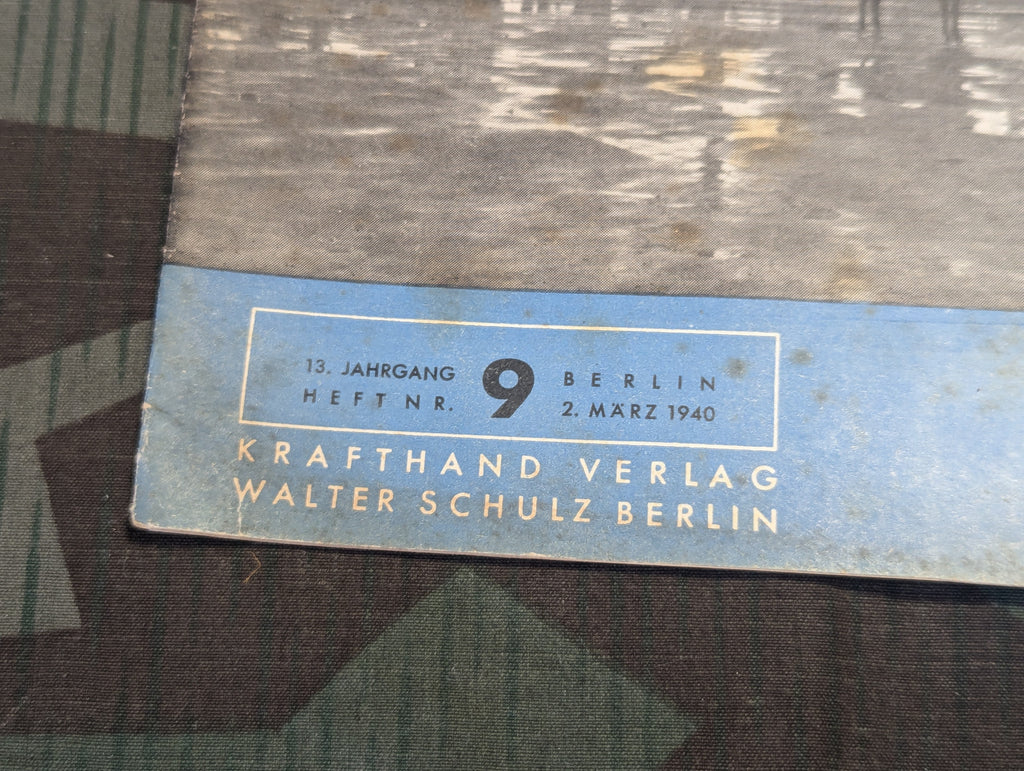 13. JAHRGANG
HEFT NR.
9
BERLIN
2. MÄRZ 1940
KRAFTHAND VERLAG
WALTER SCHULZ BERLIN